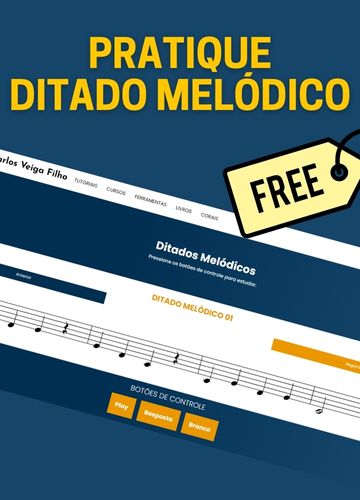 PRATIQUE
DITADO MELÓDICO
FREE
arlos Veiga Filho
TUTORIAIS
CURSOS
FERRAMENTAS
LIVROS
CORAIS
Ditados Melódicos
Pressione os botões de controle para estudar.
Anterior
DITADO MELÓDICO 01
BOTÕES DE CONTROLE
Play
Resposta
Branco